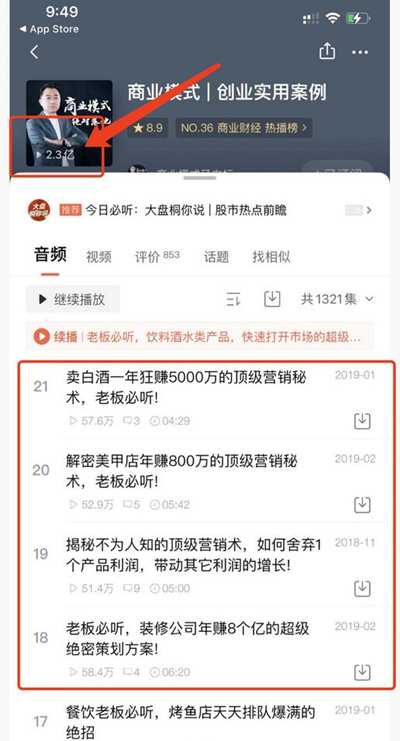 9:49
App Store
商业模式
商业模式 | 创业实用案例
8.9
NO.36 商业财经 热播榜
2.3亿
大盘桐你说
推荐 今日必听：大盘桐你说 | 股市热点前瞻
音频 视频 评价 853 话题 找相似
继续播放
共1321集
续播 | 老板必听，饮料酒水类产品，快速打开市场的超级...
21
卖白酒一年狂赚5000万的顶级营销秘
2019-01
术，老板必听!
57.6万 3 04:29
20
解密美甲店年赚800万的顶级营销秘
2019-02
术，老板必听!
52.9万 5 05:42
19
揭秘不为人知的顶级营销术，如何舍弃1
2018-11
个产品利润，带动其它利润的增长!
51.4万 9 05:00
18
老板必听，装修公司年赚8个亿的超级
2019-02
绝密策划方案!
58.4万 4 06:20
17
餐饮老板必听，烤鱼店天天排队爆满的
2019-02
绝招